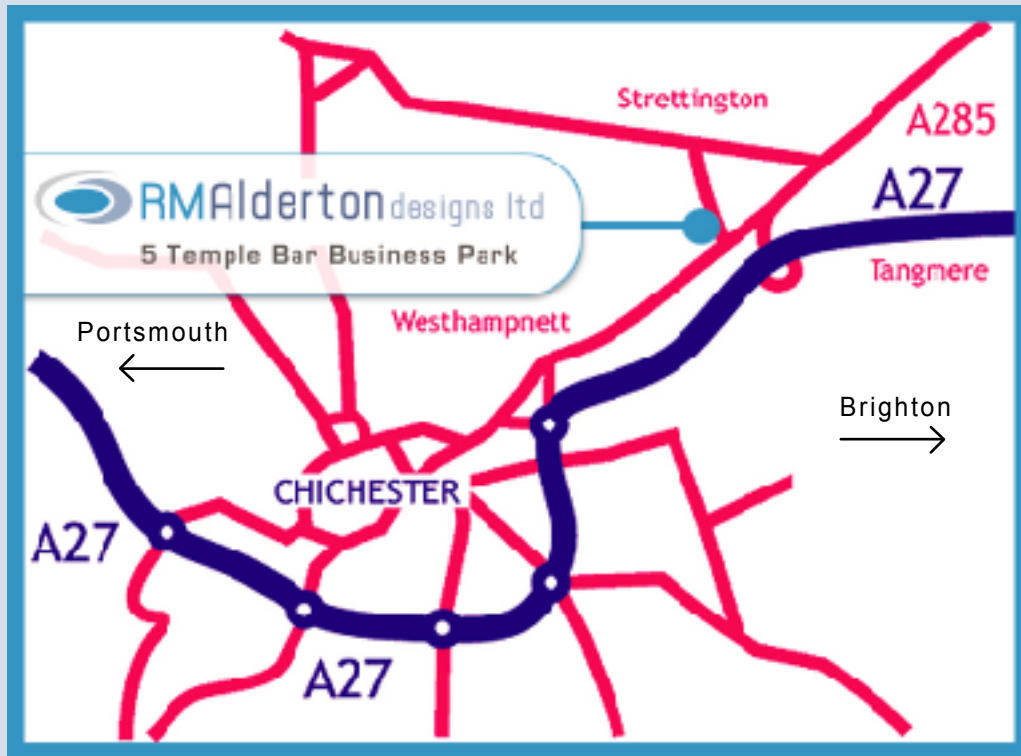 Strettington
A285
A27
RMAlderton designs ltd
5 Temple Bar Business Park
Tangmere
Westhampnett
Portsmouth
Brighton
CHICHESTER
A27
A27